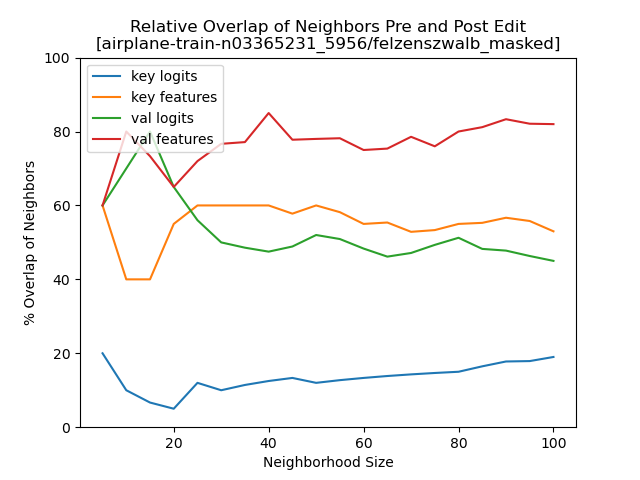 Relative Overlap of Neighbors Pre and Post Edit
[airplane-train-n03365231_5956/felzenszwalb_masked]
100
80
60
40
20
0
% Overlap of Neighbors
key logits
key features
val logits
val features
20
40
60
80
100
Neighborhood Size